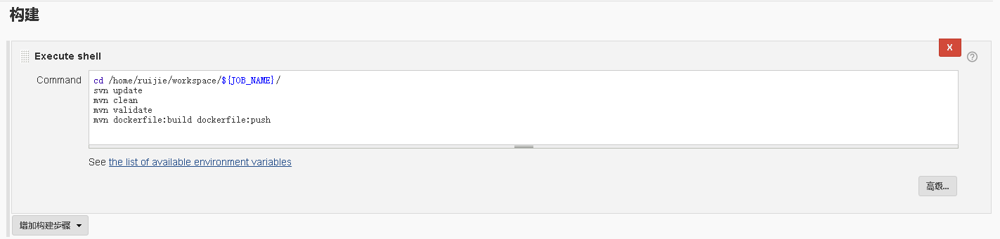 构建
Execute shell
X
Command
cd /home/ruijie/workspace/${JOB_NAME}/
svn update
mvn clean
mvn validate
mvn dockerfile:build dockerfile:push
See the list of available environment variables
高级...
增加构建步骤